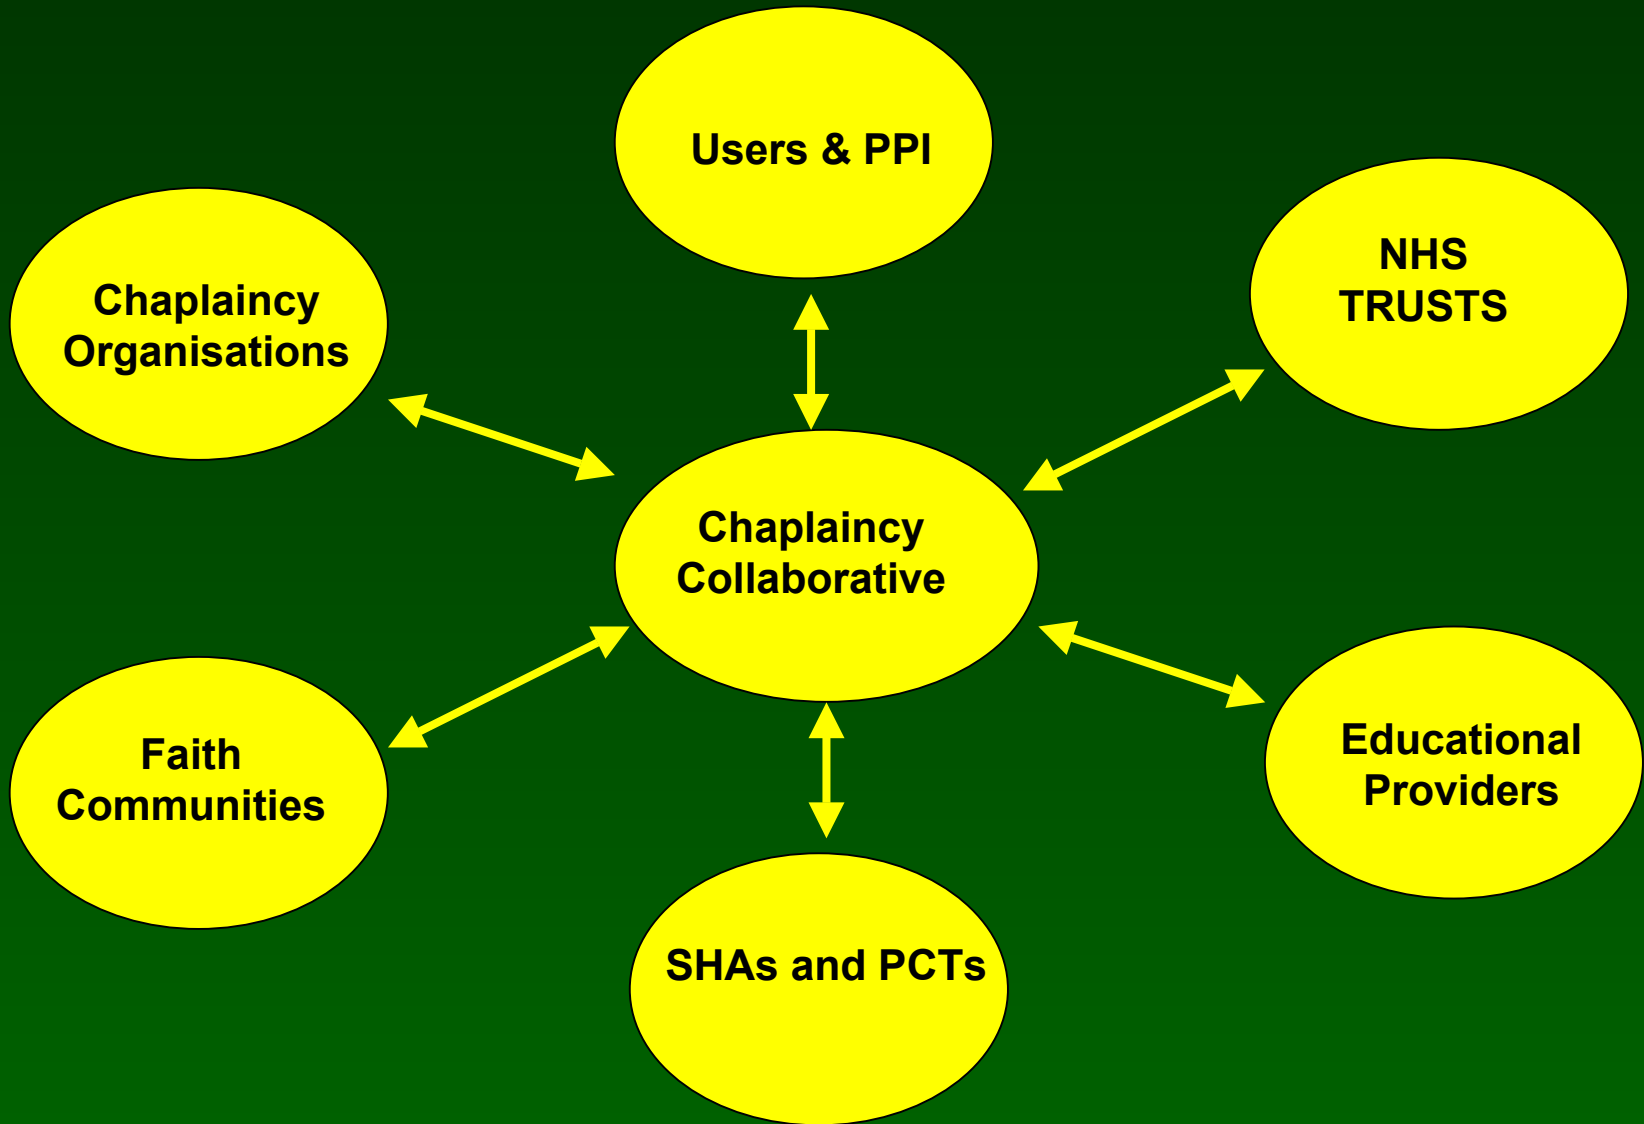 Users & PPI
NHS
TRUSTS
Chaplaincy
Organisations
Chaplaincy
Collaborative
Faith
Communities
Educational
Providers
SHAs and PCTs